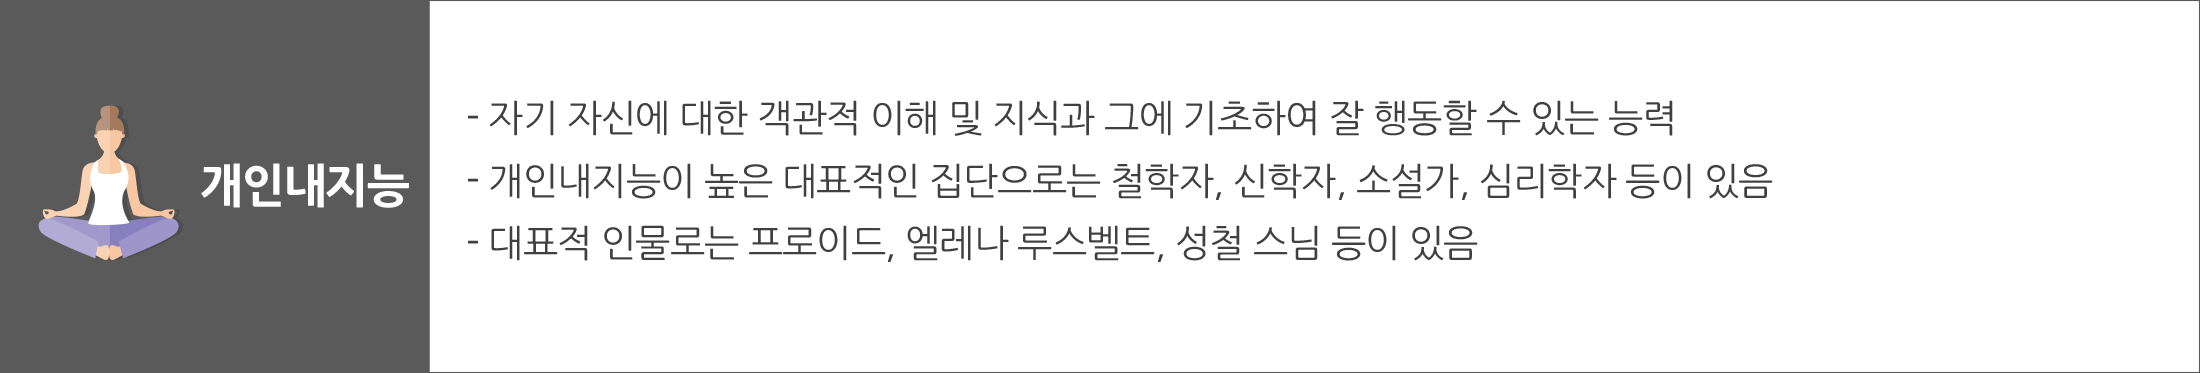 개인내지능
- 자기 자신에 대한 객관적 이해 및 지식과 그에 기초하여 잘 행동할 수 있는 능력
- 개인내지능이 높은 대표적인 집단으로는 철학자, 신학자, 소설가, 심리학자 등이 있음
- 대표적 인물로는 프로이드, 엘레나 루스벨트, 성철 스님 등이 있음